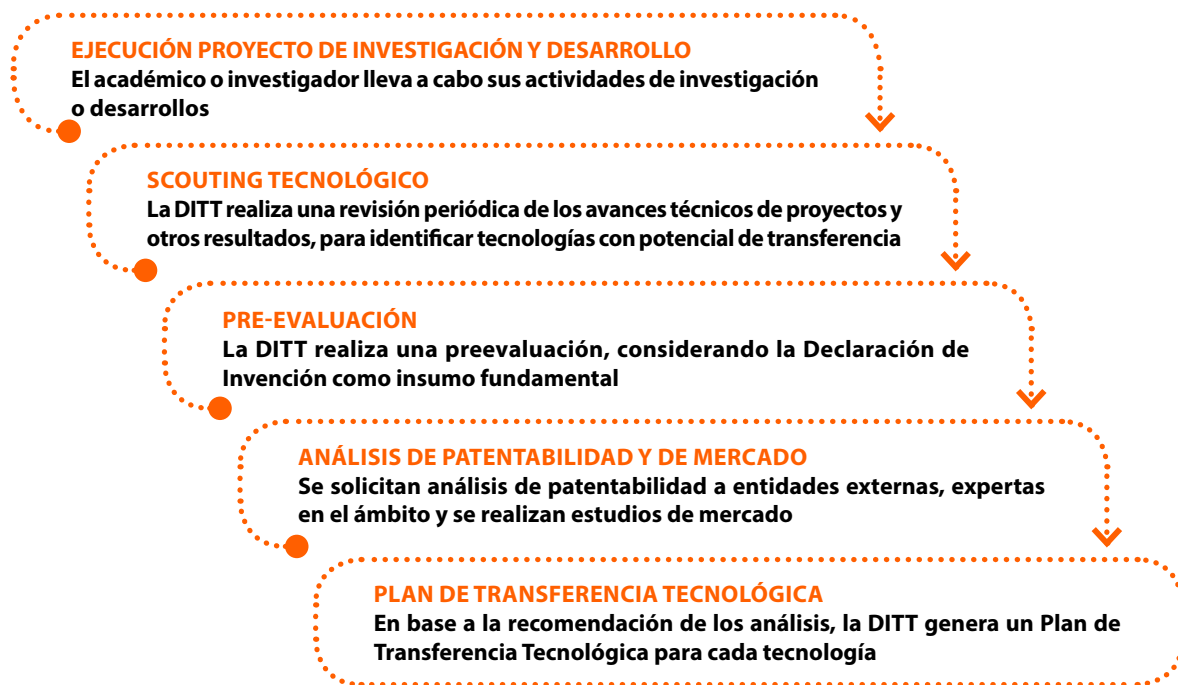 EJECUCIÓN PROYECTO DE INVESTIGACIÓN Y DESARROLLO
El académico o investigador lleva a cabo sus actividades de investigación
o desarrollos
SCOUTING TECNOLÓGICO
La DITT realiza una revisión periódica de los avances técnicos de proyectos y
otros resultados, para identificar tecnologías con potencial de transferencia
PRE-EVALUACIÓN
La DITT realiza una preevaluación, considerando la Declaración de
Invención como insumo fundamental
ANÁLISIS DE PATENTABILIDAD Y DE MERCADO
Se solicitan análisis de patentabilidad a entidades externas, expertas
en el ámbito y se realizan estudios de mercado
PLAN DE TRANSFERENCIA TECNOLÓGICA
En base a la recomendación de los análisis, la DITT genera un Plan de
Transferencia Tecnológica para cada tecnología